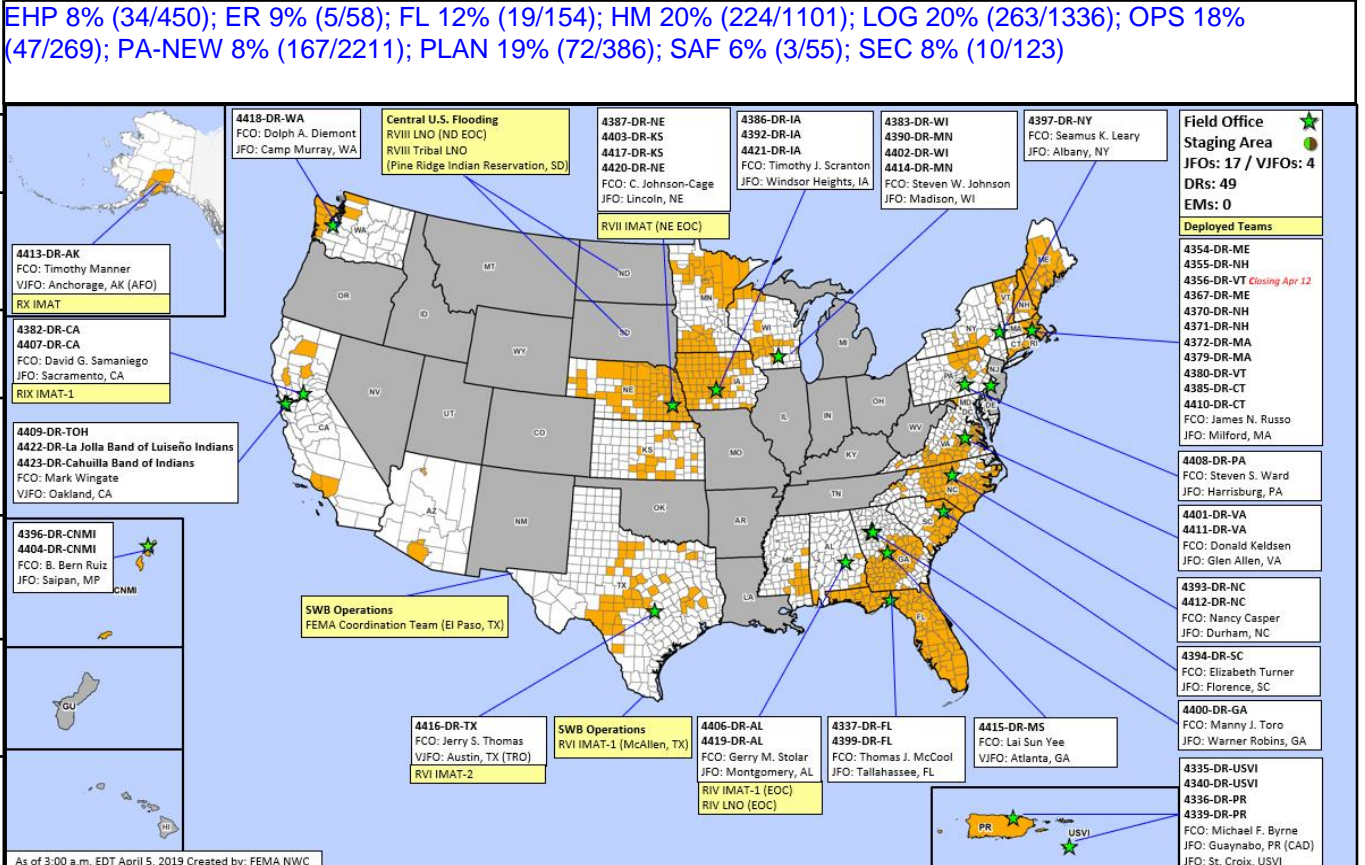 EHP 8% (34/450); ER 9% (5/58); FL 12% (19/154); HM 20% (224/1101); LOG 20% (263/1336); OPS 18%
(47/269); PA-NEW 8% (167/2211); PLAN 19% (72/386); SAF 6% (3/55); SEC 8% (10/123)
4418-DR-WA
FCO: Dolph A. Diemont
JFO: Camp Murray, WA
Central U.S. Flooding
RVIII LNO (ND EOC)
RVIII Tribal LNO
(Pine Ridge Indian Reservation, SD)
4387-DR-NE
4403-DR-KS
4417-DR-KS
4420-DR-NE
FCO: C. Johnson-Cage
JFO: Lincoln, NE
RVII IMAT (NE EOC)
4386-DR-IA
4392-DR-IA
4421-DR-IA
FCO: Timothy J. Scranton
JFO: Windsor Heights, IA
4383-DR-WI
4390-DR-MN
4402-DR-WI
4414-DR-MN
FCO: Steven W. Johnson
JFO: Madison, WI
4397-DR-NY
FCO: Seamus K. Leary
JFO: Albany, NY
Field Office
Staging Area
JFOs: 17 / VJFOs: 4
DRs: 49
EMs: 0
Deployed Teams
4354-DR-ME
4355-DR-NH
4356-DR-VT Closing Apr 12
4367-DR-ME
4370-DR-NH
4371-DR-NH
4372-DR-MA
4379-DR-MA
4380-DR-VT
4385-DR-CT
4410-DR-CT
FCO: James N. Russo
JFO: Milford, MA
4408-DR-PA
FCO: Steven S. Ward
JFO: Harrisburg, PA
4401-DR-VA
4411-DR-VA
FCO: Donald Keldsen
JFO: Glen Allen, VA
4393-DR-NC
4412-DR-NC
FCO: Nancy Casper
JFO: Durham, NC
4394-DR-SC
FCO: Elizabeth Turner
JFO: Florence, SC
4400-DR-GA
FCO: Manny J. Toro
JFO: Warner Robins, GA
4335-DR-USVI
4340-DR-USVI
4336-DR-PR
4339-DR-PR
FCO: Michael F. Byrne
JFO: Guaynabo, PR (CAD)
JFO: St. Croix, USVI
4413-DR-AK
FCO: Timothy Manner
VJFO: Anchorage, AK (AFO)
RX IMAT
4382-DR-CA
4407-DR-CA
FCO: David G. Samaniego
JFO: Sacramento, CA
RIX IMAT-1
4409-DR-TOH
4422-DR-La Jolla Band of Luiseño Indians
4423-DR-Cahuilla Band of Indians
FCO: Mark Wingate
VJFO: Oakland, CA
4396-DR-CNMI
4404-DR-CNMI
FCO: B. Bern Ruiz
JFO: Saipan, MP
CNMI
GU
HI
SWB Operations
FEMA Coordination Team (El Paso, TX)
4416-DR-TX
FCO: Jerry S. Thomas
VJFO: Austin, TX (TRO)
RVI IMAT-2
SWB Operations
RVI IMAT-1 (McAllen, TX)
4406-DR-AL
4419-DR-AL
FCO: Gerry M. Stolar
JFO: Montgomery, AL
RIV IMAT-1 (EOC)
RIV LNO (EOC)
4337-DR-FL
4399-DR-FL
FCO: Thomas J. McCool
JFO: Tallahassee, FL
4415-DR-MS
FCO: Lai Sun Yee
VJFO: Atlanta, GA
PR
USVI
WA
OR
CA
NV
ID
MT
WY
UT
AZ
CO
NM
ND
SD
NE
KS
OK
TX
MN
IA
MO
AR
LA
WI
IL
MI
IN
OH
KY
TN
MS
AL
GA
FL
SC
NC
VA
WV
PA
NY
MD
DC
DE
NJ
CT
RI
MA
VT
NH
ME
As of 3:00 a.m. EDT April 5, 2019 Created by: FEMA NWC